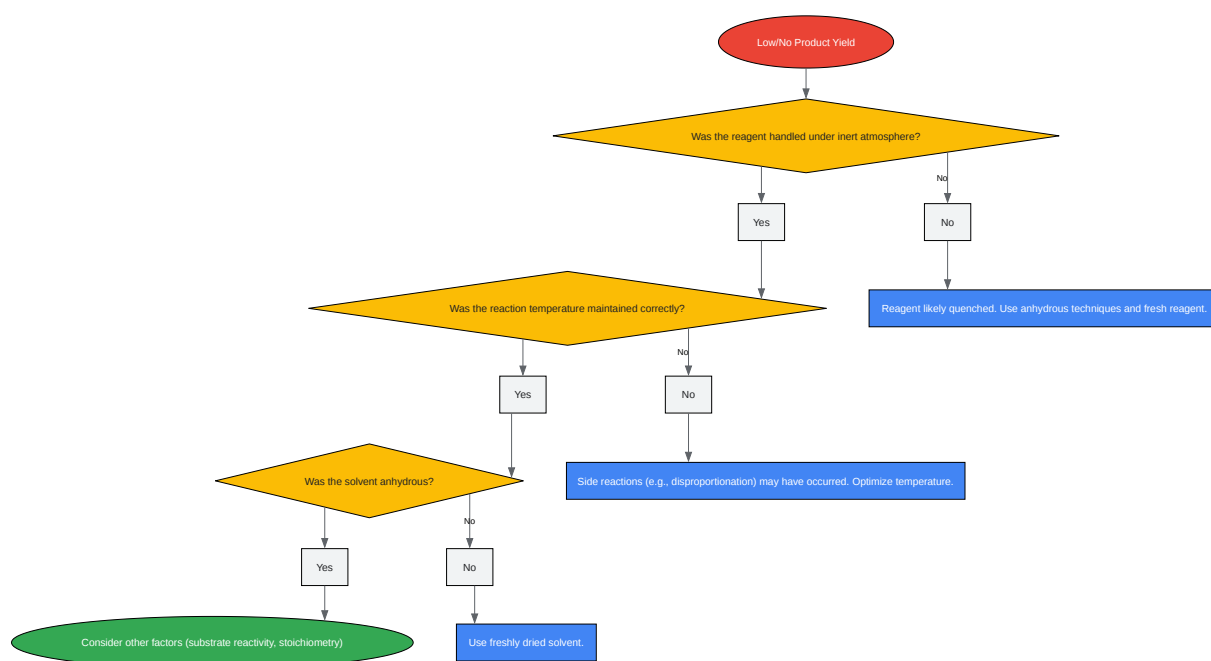 Low/No Product Yield
Was the reagent handled under inert atmosphere?
No
Yes
No
Was the reaction temperature maintained correctly?
Reagent likely quenched. Use anhydrous techniques and fresh reagent.
No
Yes
No
Was the solvent anhydrous?
Side reactions (e.g., disproportionation) may have occurred. Optimize temperature.
No
Yes
No
Consider other factors (substrate reactivity, stoichiometry)
Use freshly dried solvent.